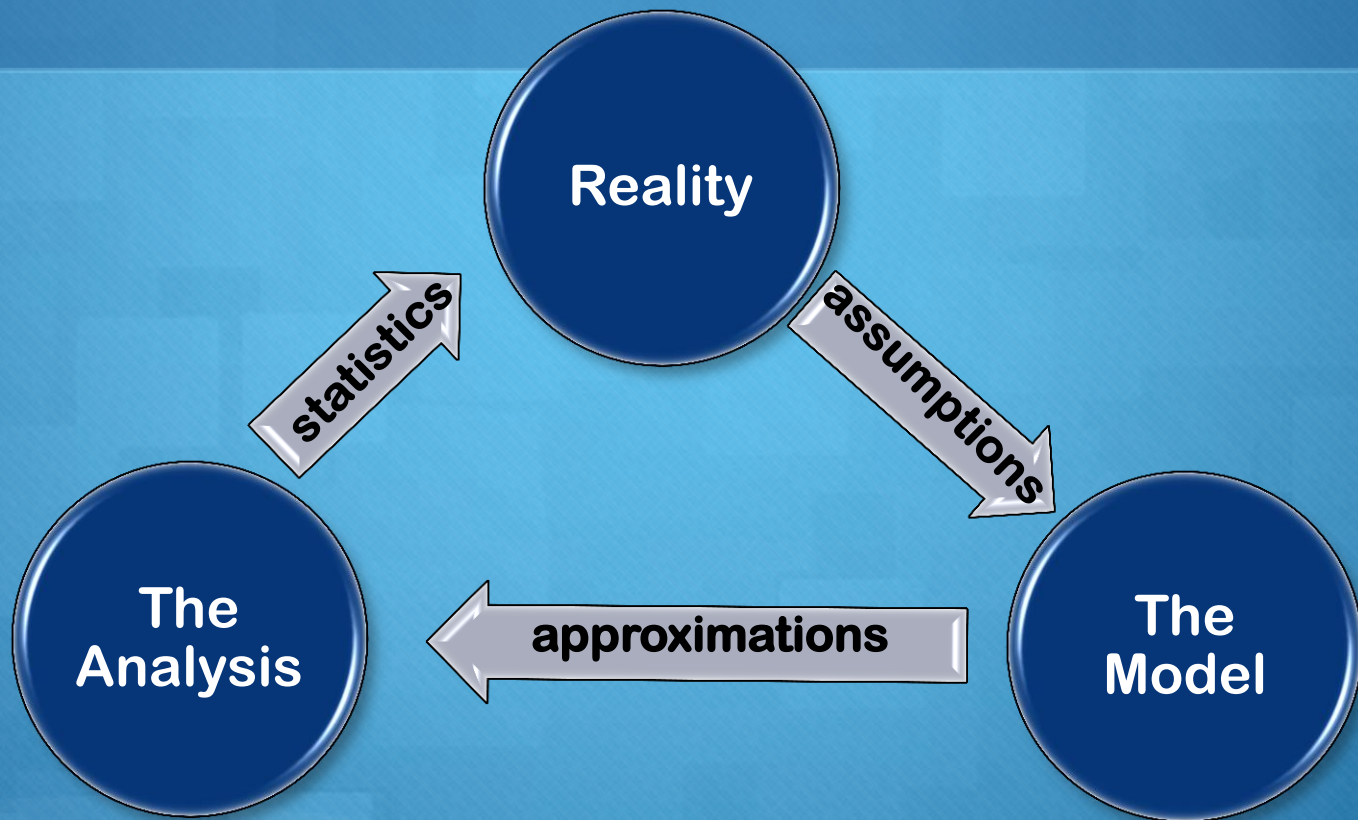 Reality
statistics
assumptions
approximations
The
Analysis
The
Model